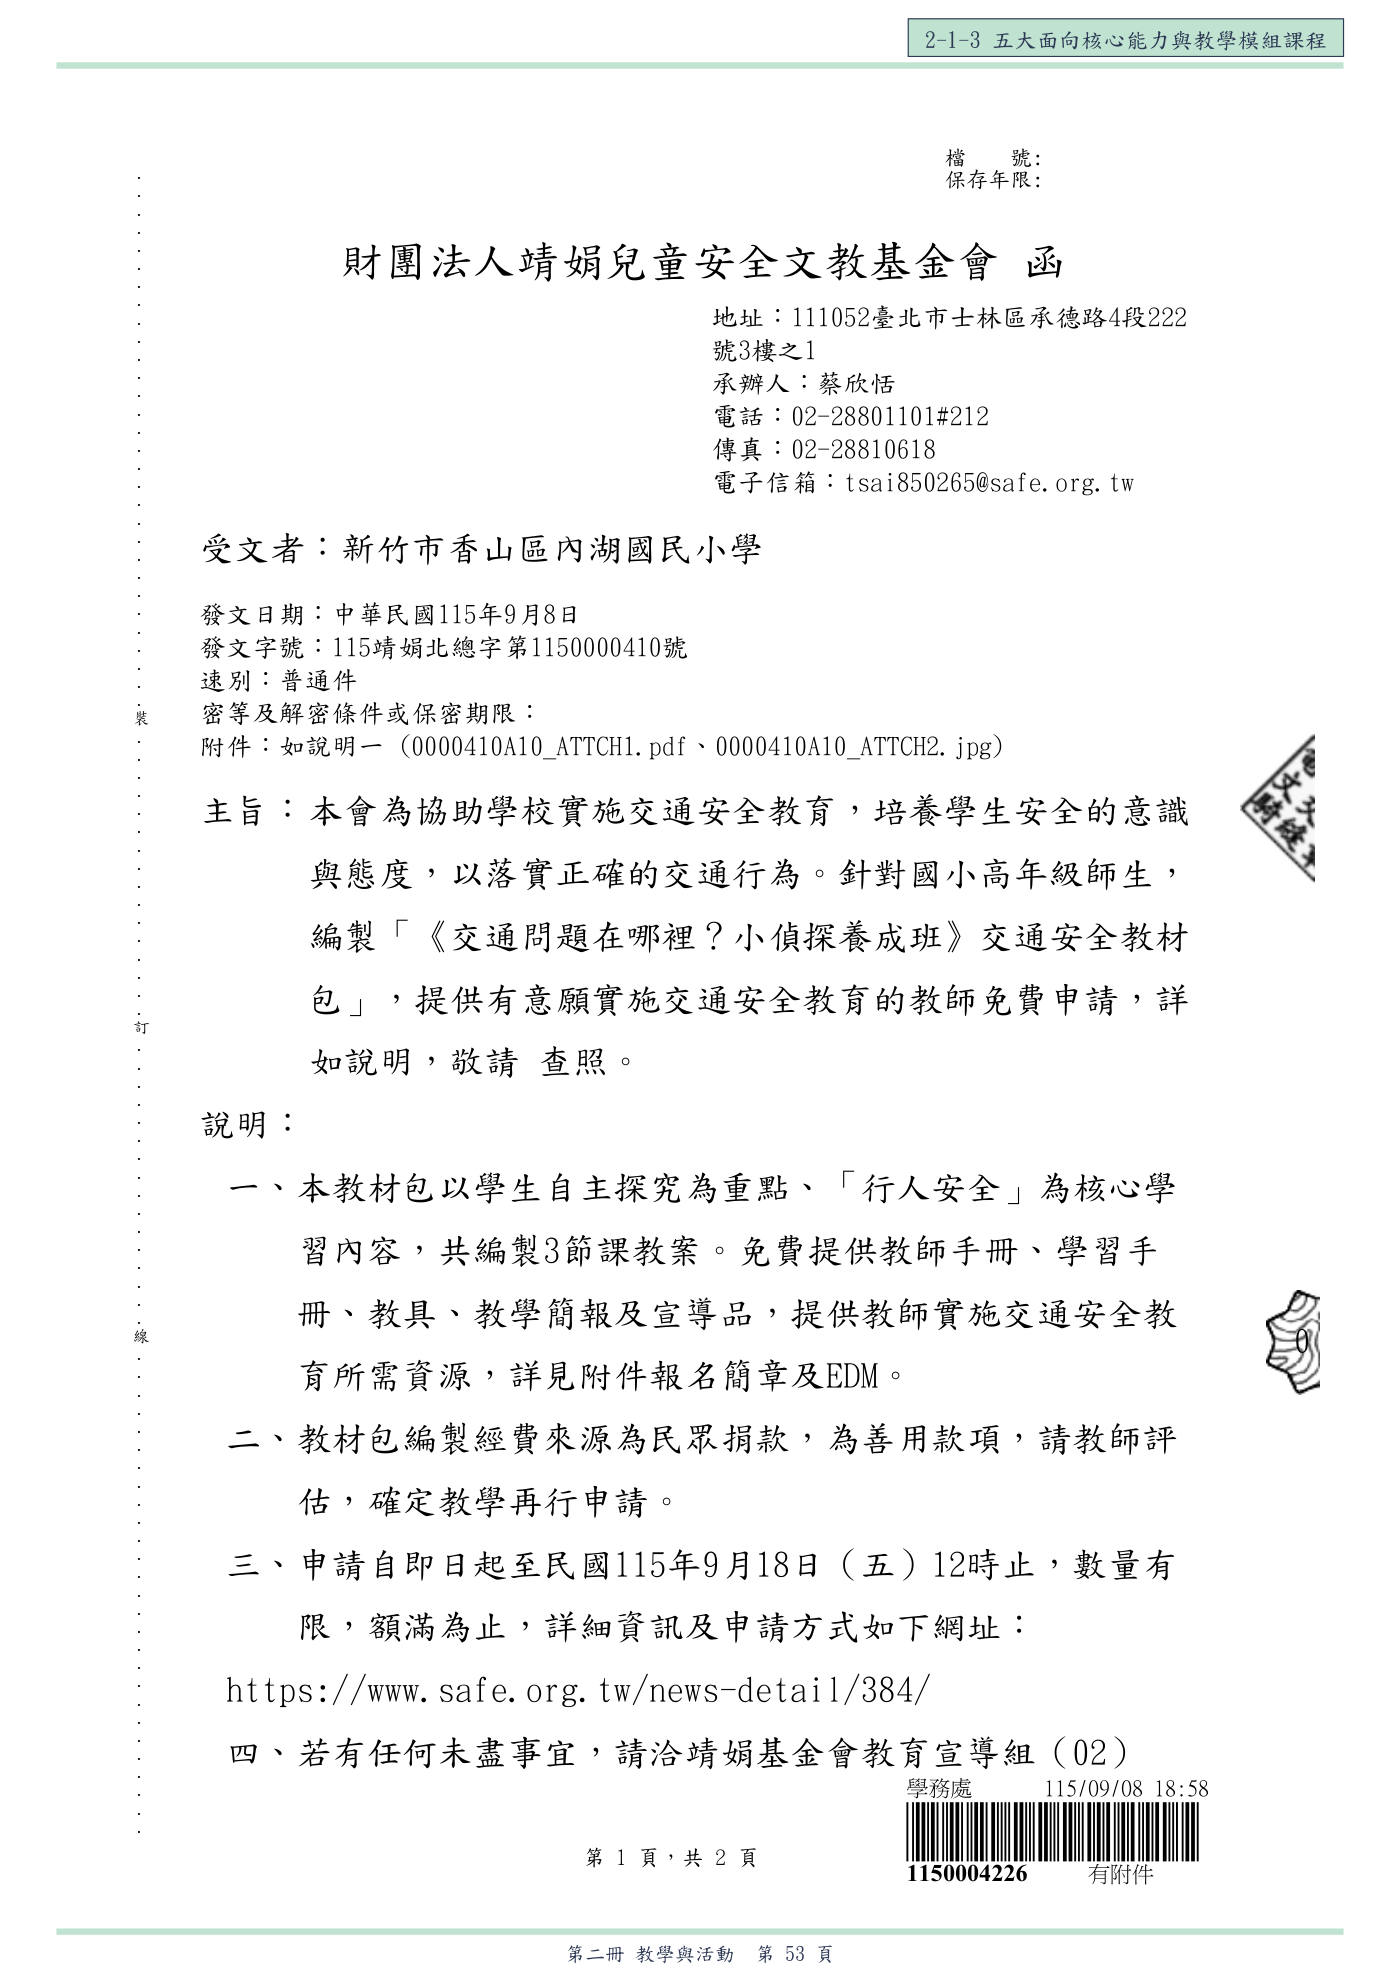 2-1-3 五大面向核心能力與教學模組課程
檔　　號:
保存年限:
財團法人靖娟兒童安全文教基金會 函
地址：111052臺北市士林區承德路4段222
號3樓之1
承辦人：蔡欣恬
電話：02-28801101#212
傳真：02-28810618
電子信箱：tsai850265@safe.org.tw
受文者：新竹市香山區內湖國民小學
發文日期：中華民國115年9月8日
發文字號：115靖娟北總字第1150000410號
速別：普通件
密等及解密條件或保密期限：
附件：如說明一 (0000410A10_ATTCH1.pdf、0000410A10_ATTCH2.jpg)
主旨：本會為協助學校實施交通安全教育，培養學生安全的意識
與態度，以落實正確的交通行為。針對國小高年級師生，
編製「《交通問題在哪裡？小偵探養成班》交通安全教材
包」，提供有意願實施交通安全教育的教師免費申請，詳
如說明，敬請 查照。
說明：
一、本教材包以學生自主探究為重點、「行人安全」為核心學
習內容，共編製3節課教案。免費提供教師手冊、學習手
冊、教具、教學簡報及宣導品，提供教師實施交通安全教
育所需資源，詳見附件報名簡章及EDM。
二、教材包編製經費來源為民眾捐款，為善用款項，請教師評
估，確定教學再行申請。
三、申請自即日起至民國115年9月18日（五）12時止，數量有
限，額滿為止，詳細資訊及申請方式如下網址：
https://www.safe.org.tw/news-detail/384/
四、若有任何未盡事宜，請洽靖娟基金會教育宣導組（02）
裝
訂
線
文交
騎縫
0
學務處 115/09/08 18:58
1150004226 有附件
第 1 頁，共 2 頁
第二冊 教學與活動 第 53 頁